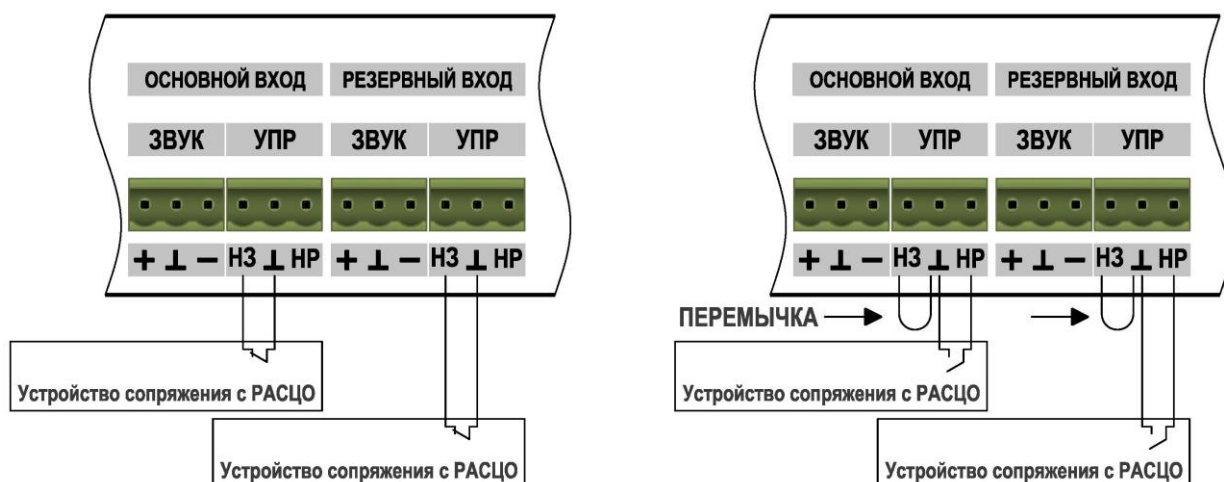 ОСНОВНОЙ ВХОД РЕЗЕРВНЫЙ ВХОД
ЗВУК УПР ЗВУК УПР
+ ⊥ − НЗ ⊥ НР + ⊥ − НЗ ⊥ НР
Устройство сопряжения с РАСЦО
Устройство сопряжения с РАСЦО
ОСНОВНОЙ ВХОД РЕЗЕРВНЫЙ ВХОД
ЗВУК УПР ЗВУК УПР
+ ⊥ − НЗ ⊥ НР + ⊥ − НЗ ⊥ НР
ПЕРЕМЫЧКА
Устройство сопряжения с РАСЦО
Устройство сопряжения с РАСЦО